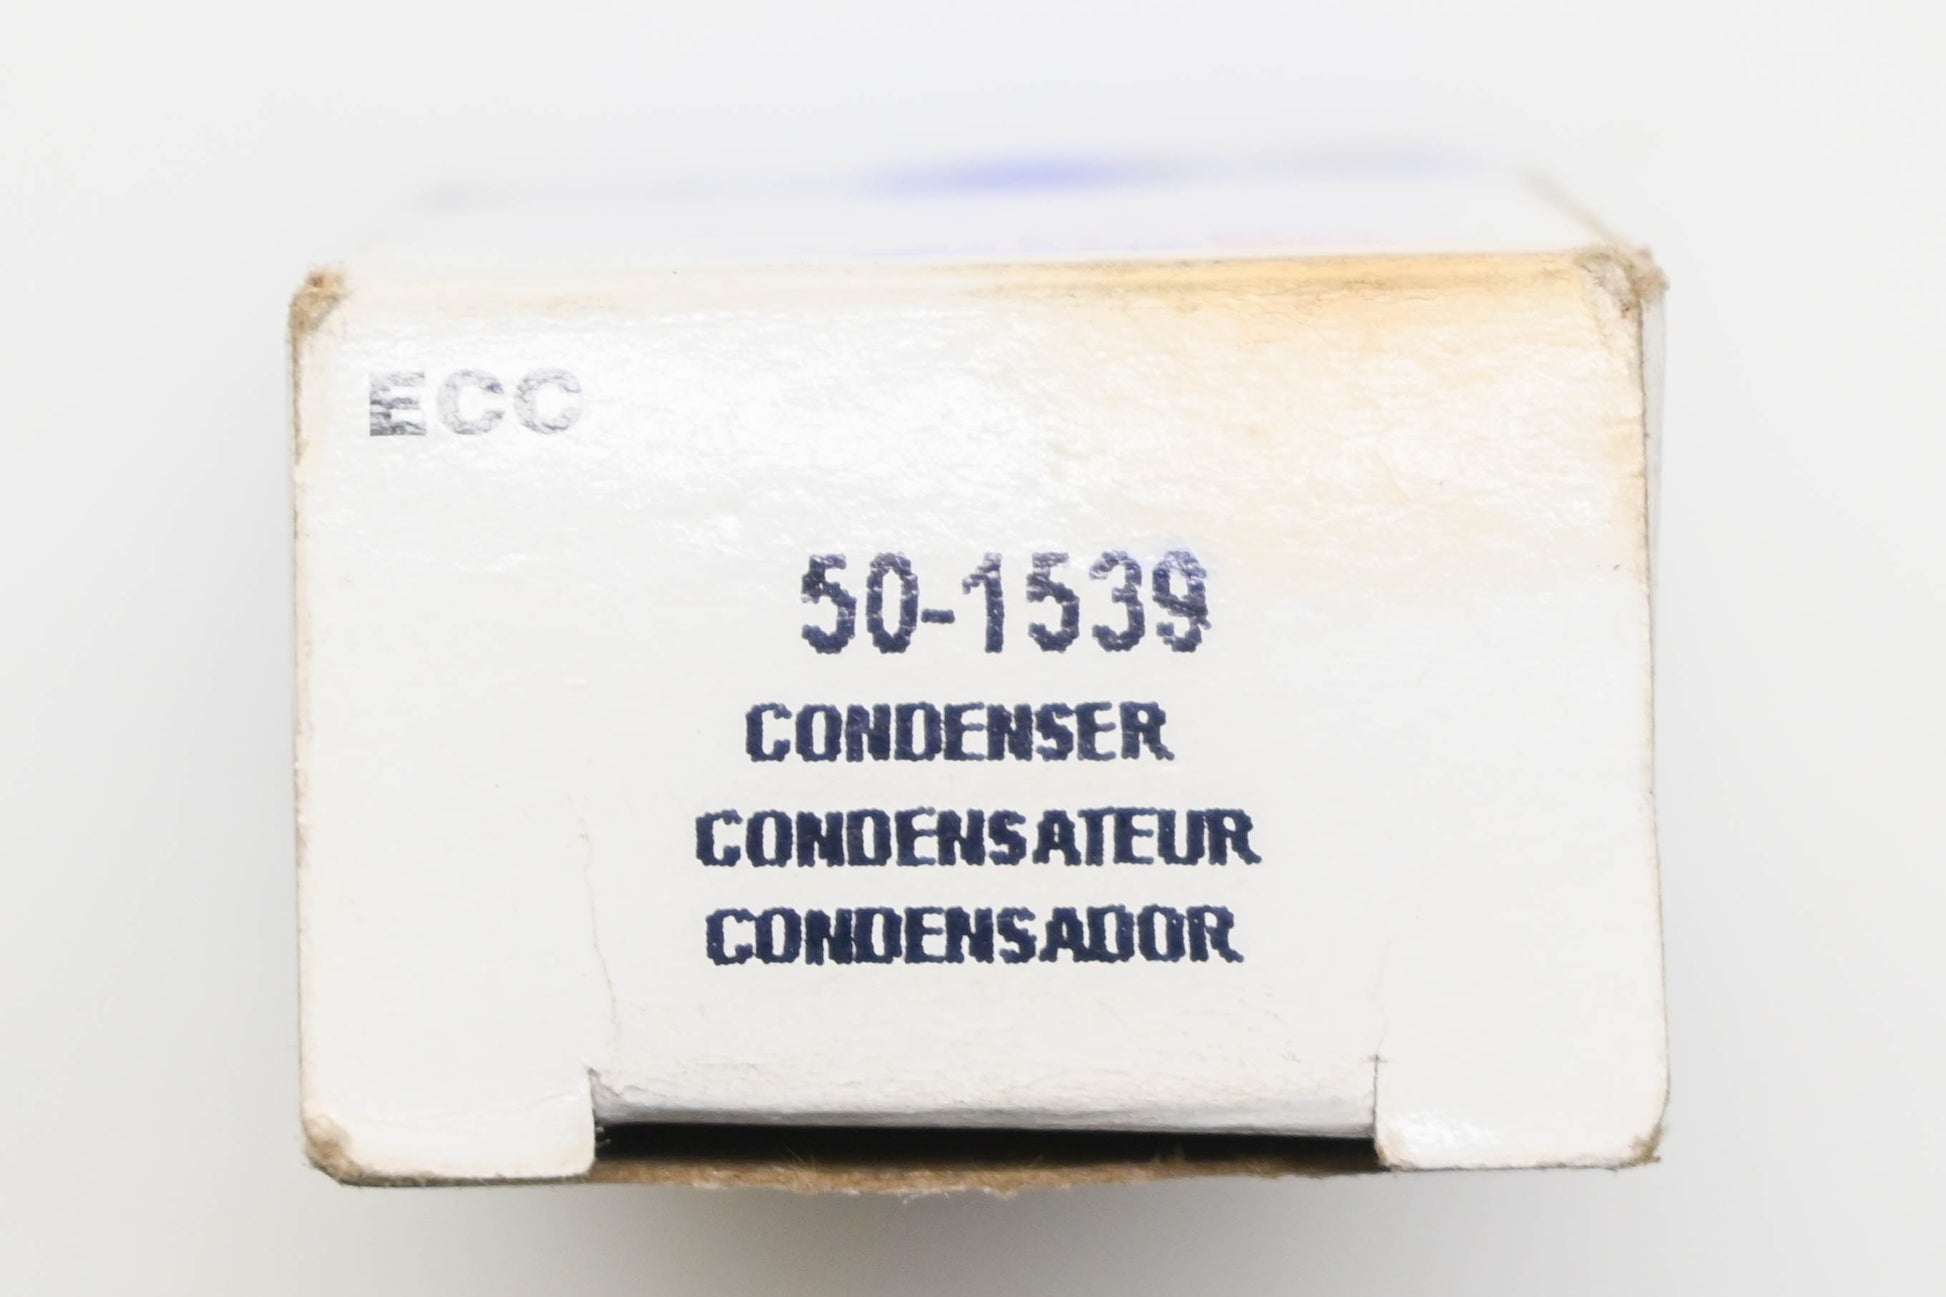 ECC
50-1539
CONDENSER
CONDENSATEUR
CONDENSADOR